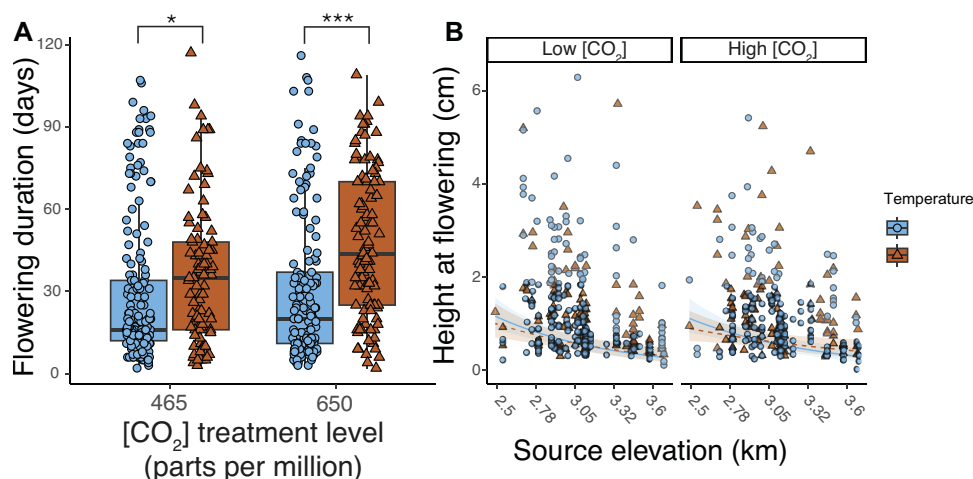 A
*
***
Flowering duration (days)
120
90
60
30
0
465
650
[CO₂] treatment level
(parts per million)
B
Low [CO₂]
High [CO₂]
Height at flowering (cm)
6
4
2
0
2.5
2.78
3.05
3.32
3.6
2.5
2.78
3.05
3.32
3.6
Source elevation (km)
Temperature